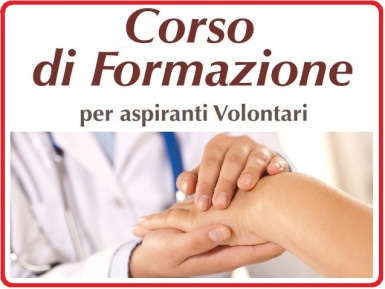 Corso
di Formazione
per aspiranti Volontari